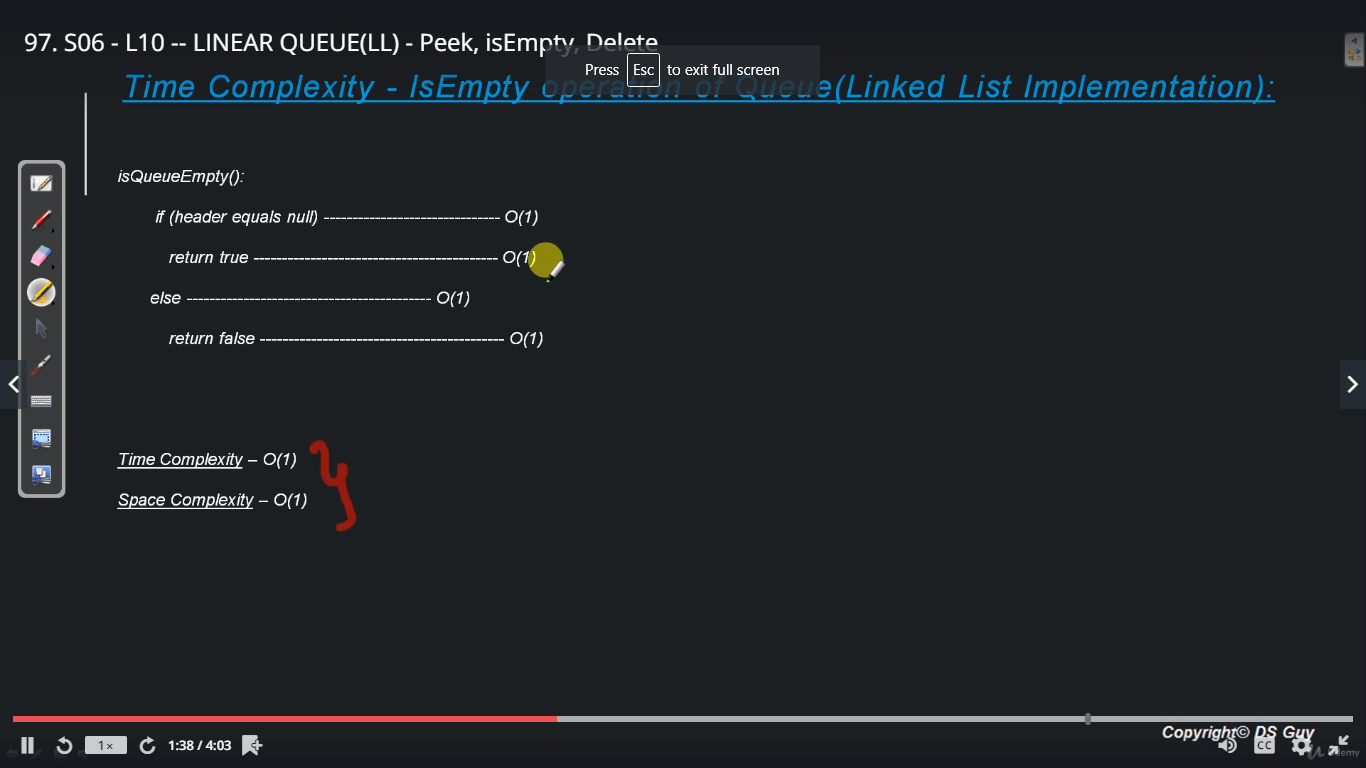 97. S06 - L10 -- LINEAR QUEUE(LL) - Peek, isEmpty, Delete
Press Esc to exit full screen
Time Complexity - IsEmpty operation of Queue(Linked List Implementation):
isQueueEmpty():
if (header equals null) ------------------------------- O(1)
return true ------------------------------------------- O(1)
else ------------------------------------------- O(1)
return false ------------------------------------------- O(1)
Time Complexity – O(1)
Space Complexity – O(1)
Copyright© DS Guy
1× 1:38 / 4:03 CC